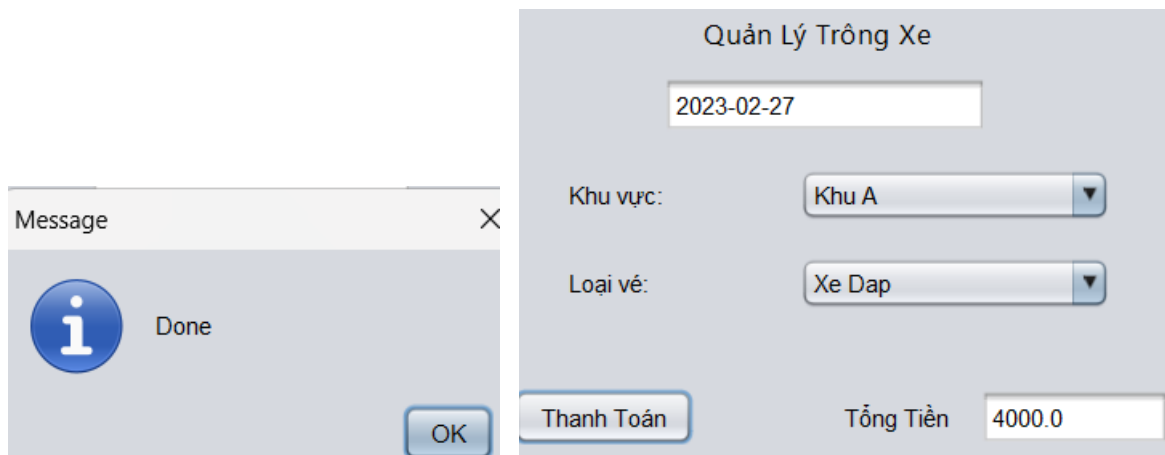 Message
Done
OK
Quản Lý Trông Xe
2023-02-27
Khu vực: Khu A
Loại vé: Xe Dap
Thanh Toán Tổng Tiền 4000.0